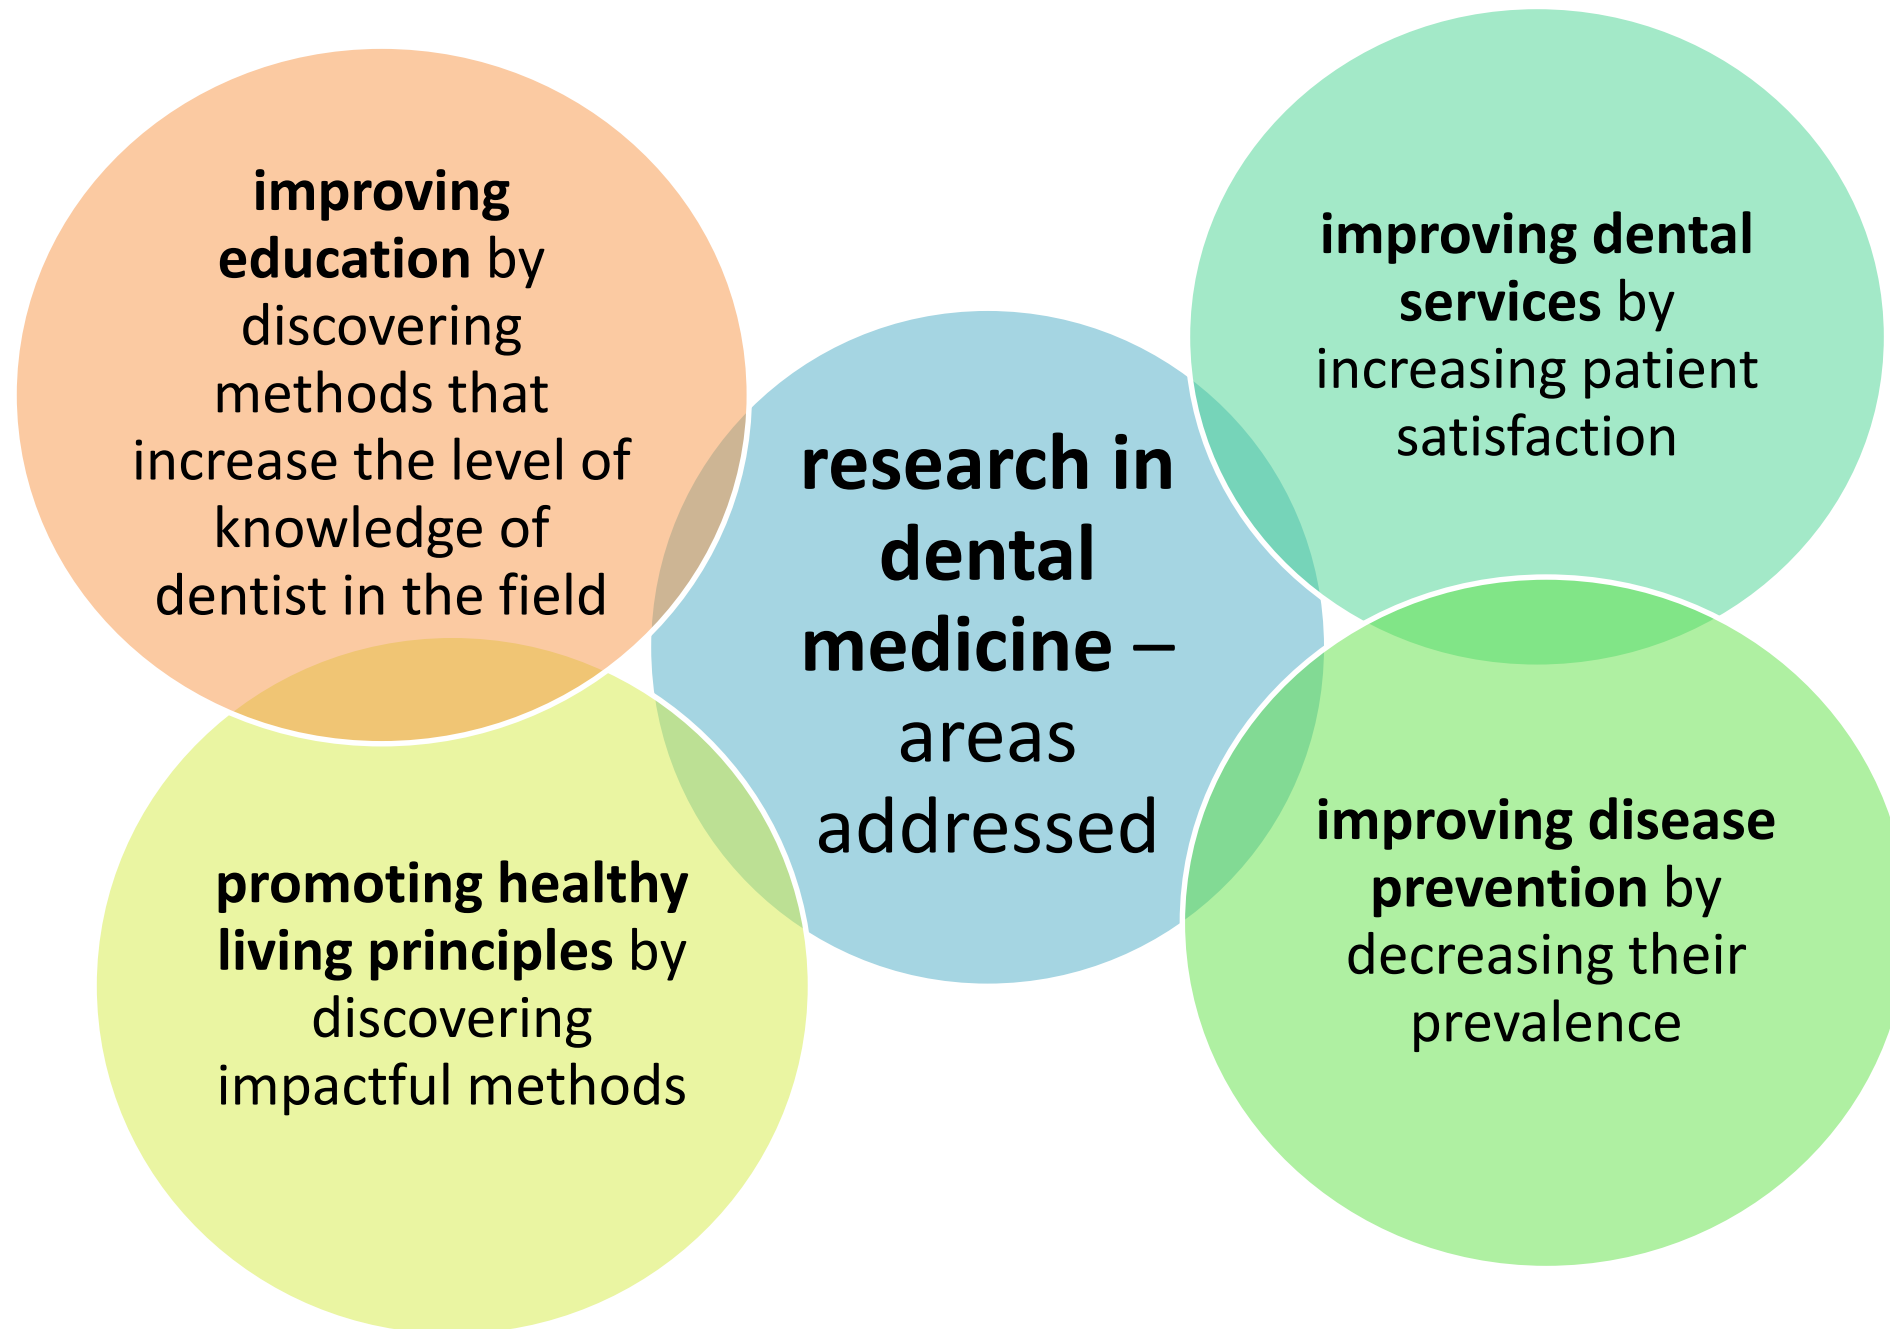 improving
education by
discovering
methods that
increase the level of
knowledge of
dentist in the field
promoting healthy
living principles by
discovering
impactful methods
research in
dental
medicine –
areas
addressed
improving dental
services by
increasing patient
satisfaction
improving disease
prevention by
decreasing their
prevalence